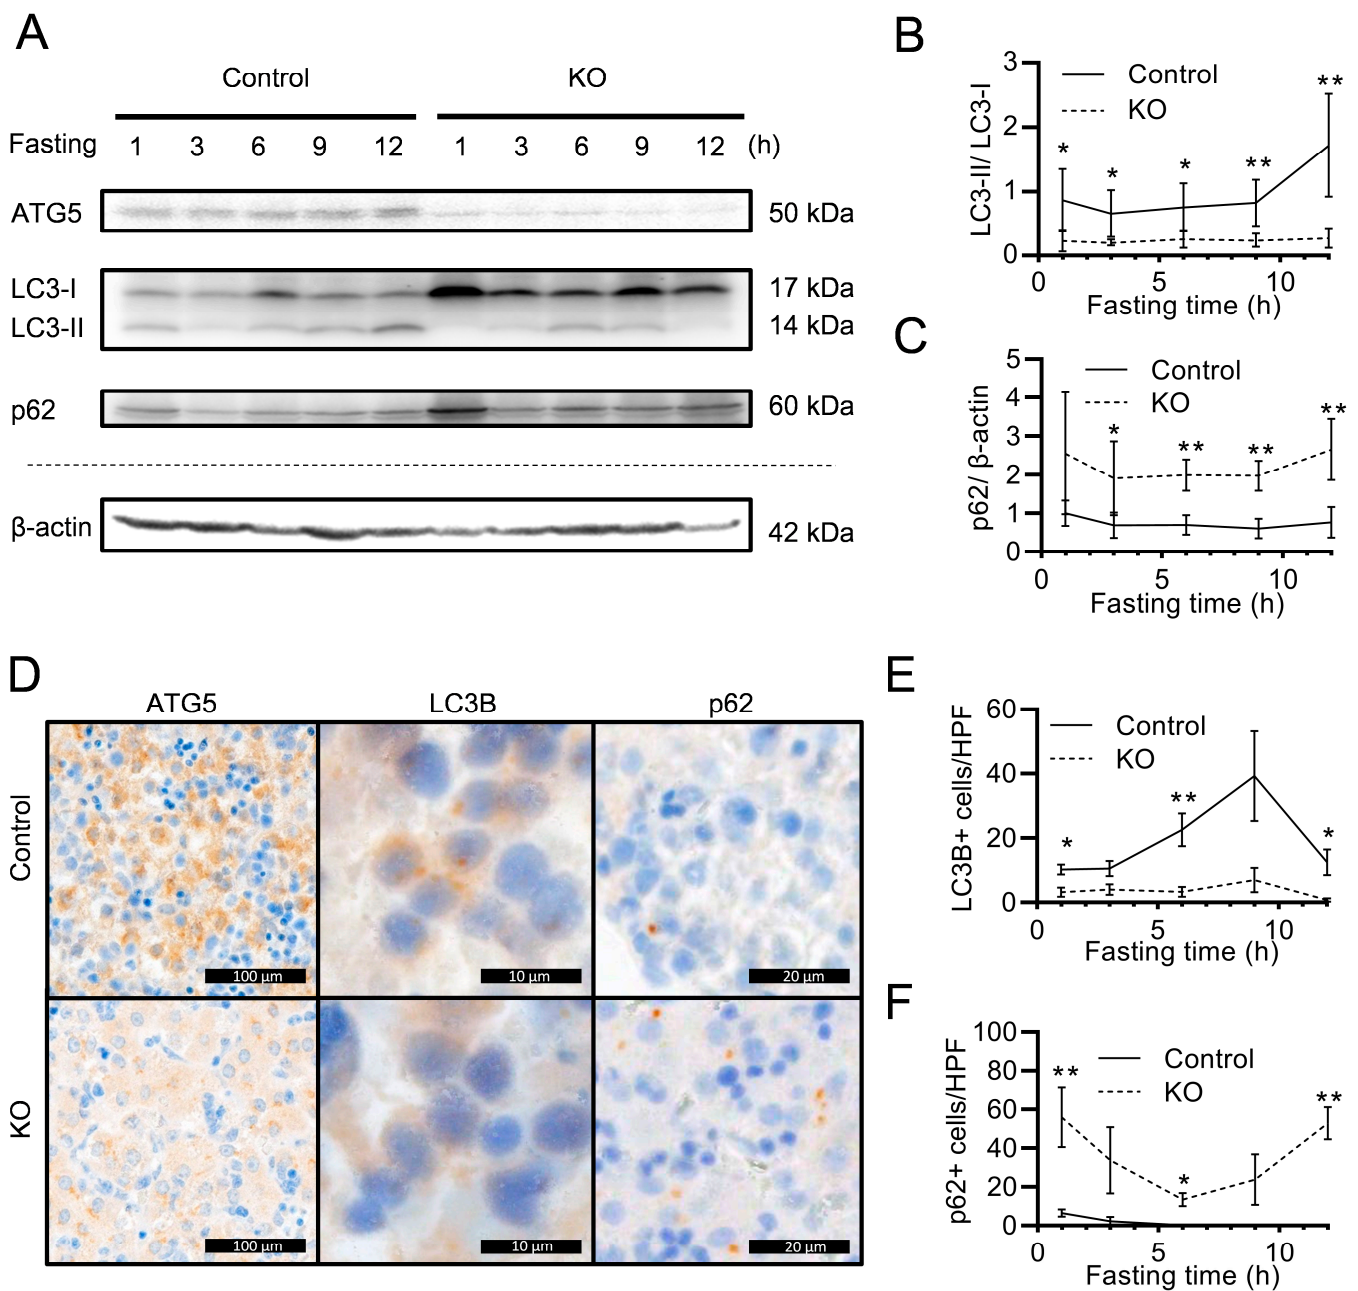 A
Control KO
Fasting 1 3 6 9 12 1 3 6 9 12 (h)
ATG5 50 kDa
LC3-I 17 kDa
LC3-II 14 kDa
p62 60 kDa
β-actin 42 kDa
B
3
2
1
0
LC3-II/ LC3-I
Control
KO
* * * ** **
0 5 10
Fasting time (h)
C
5
4
3
2
1
0
p62/ β-actin
Control
KO
* ** ** **
0 5 10
Fasting time (h)
D
ATG5 LC3B p62
Control
100 µm 10 µm 20 µm
KO
100 µm 10 µm 20 µm
E
60
40
20
0
LC3B+ cells/HPF
Control
KO
* ** *
0 5 10
Fasting time (h)
F
100
80
60
40
20
0
p62+ cells/HPF
Control
KO
** * **
0 5 10
Fasting time (h)